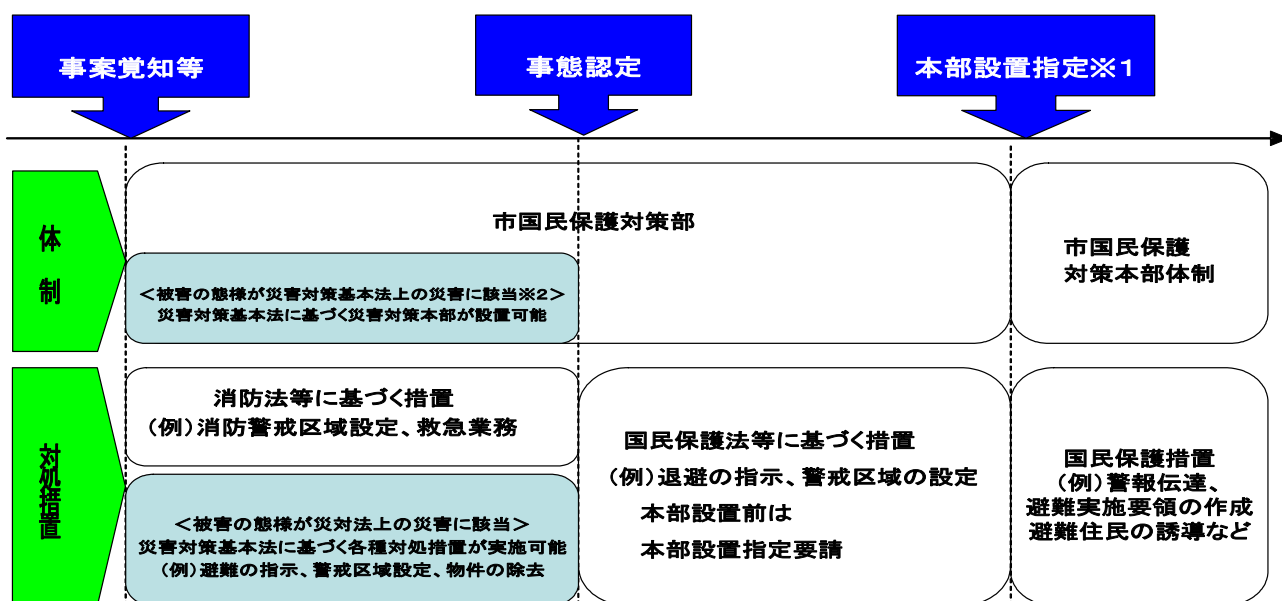 事案覚知等
事態認定
本部設置指定※1
体制
市国民保護対策部
＜被害の態様が災害対策基本法上の災害に該当※2＞
災害対策基本法に基づく災害対策本部が設置可能
市国民保護
対策本部体制
対処措置
消防法等に基づく措置
（例）消防警戒区域設定、救急業務
＜被害の態様が災対法上の災害に該当＞
災害対策基本法に基づく各種対処措置が実施可能
（例）避難の指示、警戒区域設定、物件の除去
国民保護法等に基づく措置
（例）退避の指示、警戒区域の設定
本部設置前は
本部設置指定要請
国民保護措置
（例）警報伝達、
避難実施要領の作成
避難住民の誘導など